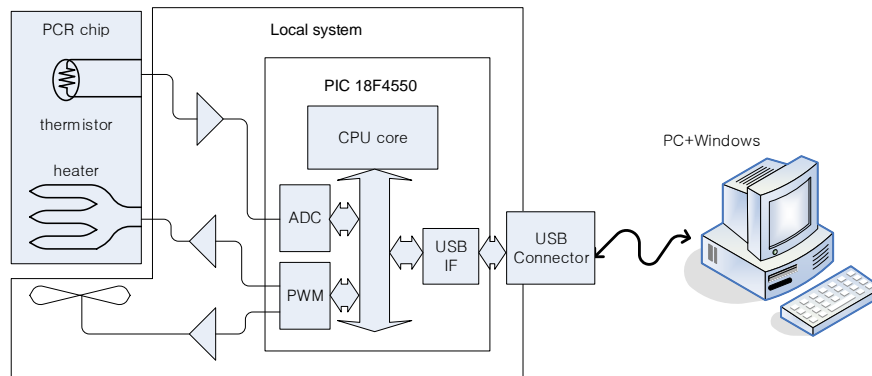 PCR chip
Local system
PIC 18F4550
thermistor
CPU core
PC+Windows
heater
ADC
USB
IF
USB
Connector
PWM